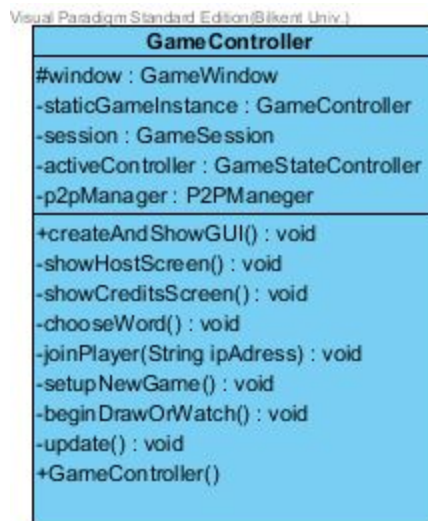 Visual Paradigm Standard Edition(Bilkent Univ.)
GameController
#window : GameWindow
-staticGameInstance : GameController
-session : GameSession
-activeController : GameStateController
-p2pManager : P2PManeger
+createAndShowGUI() : void
-showHostScreen() : void
-showCreditsScreen() : void
-chooseWord() : void
-joinPlayer(String ipAdress) : void
-setupNewGame() : void
-beginDrawOrWatch() : void
-update() : void
+GameController()